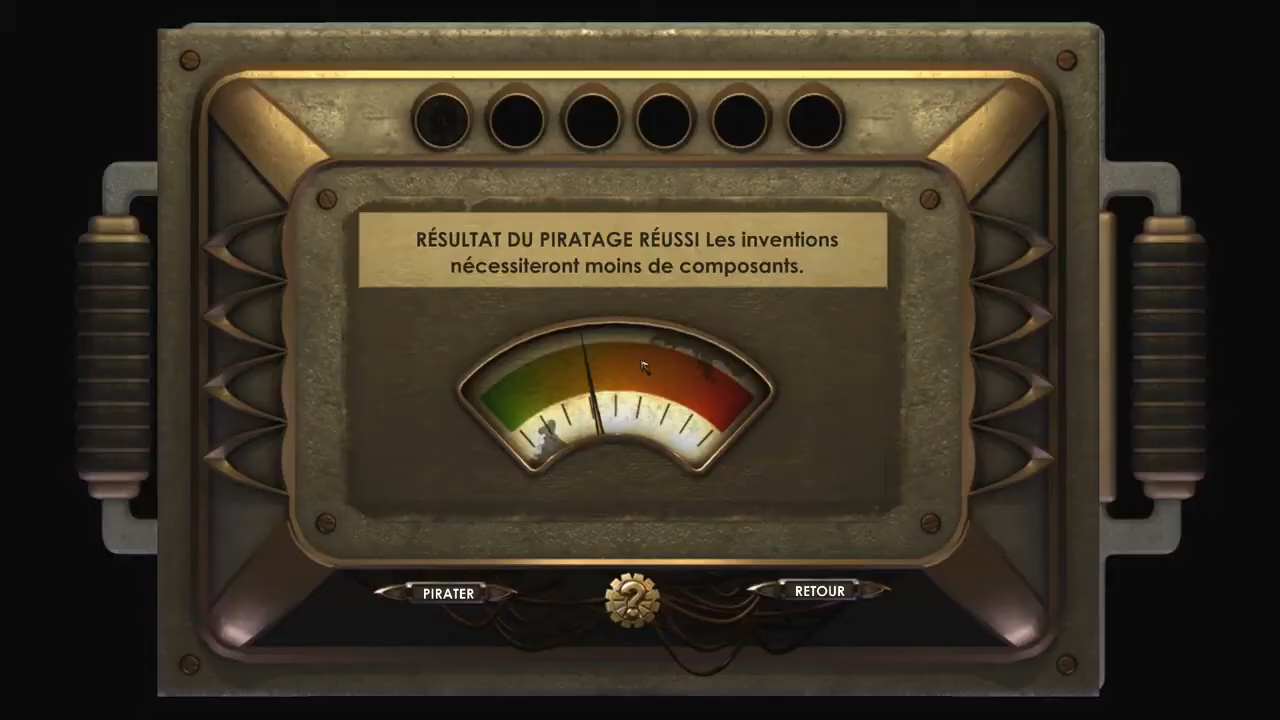 RÉSULTAT DU PIRATAGE RÉUSSI Les inventions
nécessiteront moins de composants.
PIRATER
?
RETOUR